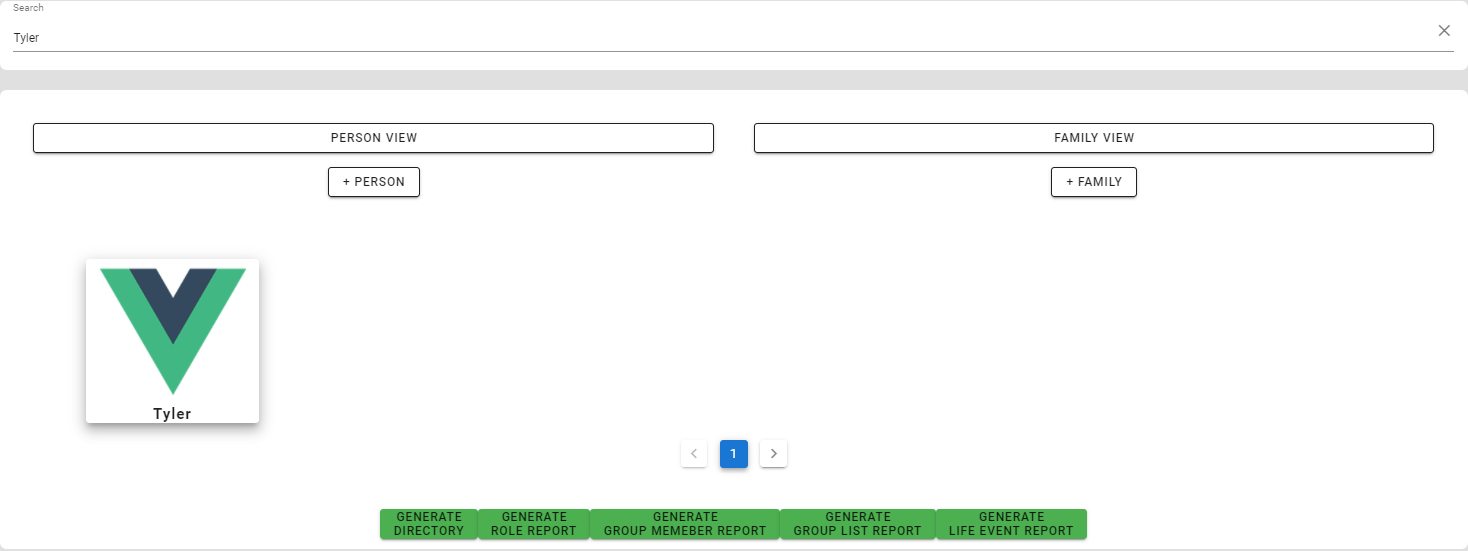 Search
Tyler
PERSON VIEW
FAMILY VIEW
+ PERSON
+ FAMILY
Tyler
1
GENERATE
DIRECTORY
GENERATE
ROLE REPORT
GENERATE
GROUP MEMEBER REPORT
GENERATE
GROUP LIST REPORT
GENERATE
LIFE EVENT REPORT